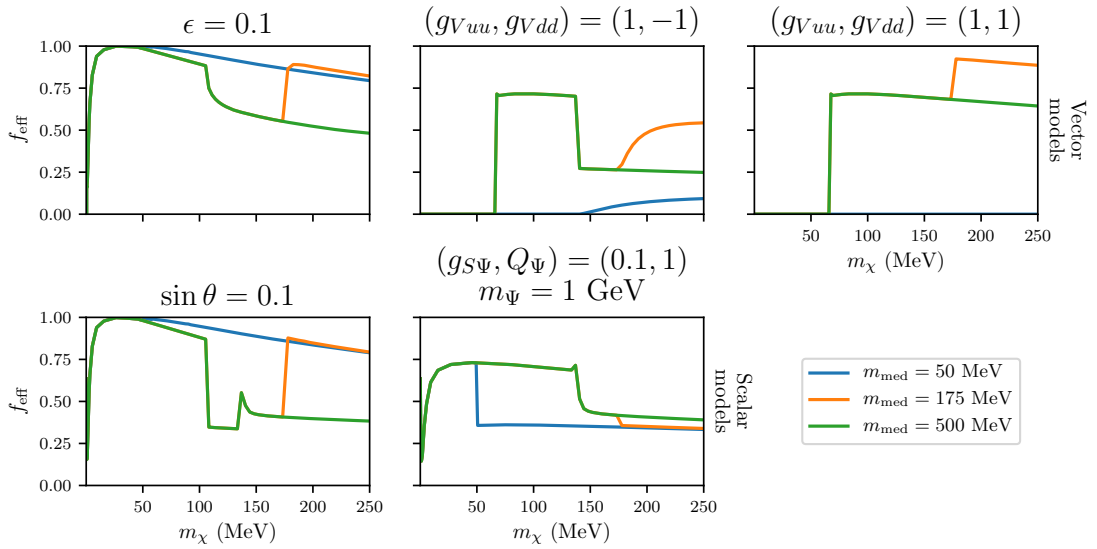 ϵ = 0.1
(g_{Vuu}, g_{Vdd}) = (1, −1)
(g_{Vuu}, g_{Vdd}) = (1, 1)
1.00
0.75
0.50
0.25
0.00
f_eff
50 100 150 200 250
m_χ (MeV)
Vector
models
sin θ = 0.1
(g_{SΨ}, Q_Ψ) = (0.1, 1)
m_Ψ = 1 GeV
1.00
0.75
0.50
0.25
0.00
f_eff
50 100 150 200 250
m_χ (MeV)
50 100 150 200 250
m_χ (MeV)
Scalar
models
m_med = 50 MeV
m_med = 175 MeV
m_med = 500 MeV